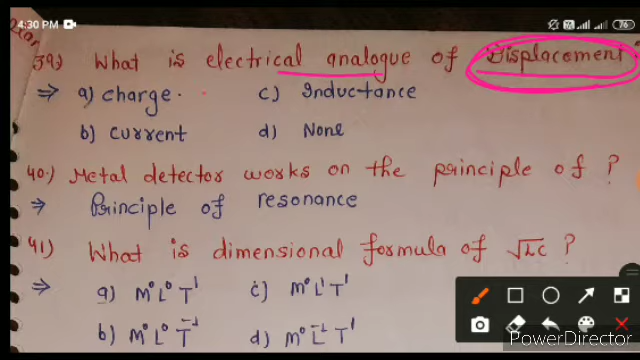 4:30 PM
76
39) What is electrical analogue of Displacement?
⇒ a) charge. c) Inductance
b) current d) None
40.) Metal detector works on the principle of ?
⇒ Principle of resonance
41) What is dimensional formula of √LC ?
⇒ a) M⁰L⁰T¹ c) M⁰L¹T¹
b) M⁰L⁰T⁻¹ d) M⁰L⁻¹T¹
PowerDirector